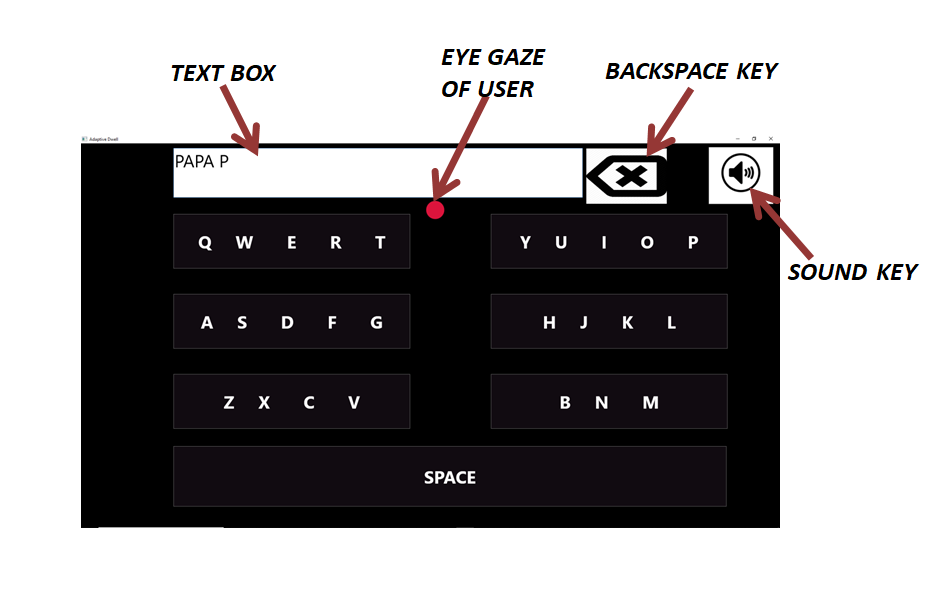 EYE GAZE
OF USER
TEXT BOX
BACKSPACE KEY
Adaptive Dwell
PAPA P
Q W E R T
Y U I O P
SOUND KEY
A S D F G
H J K L
Z X C V
B N M
SPACE